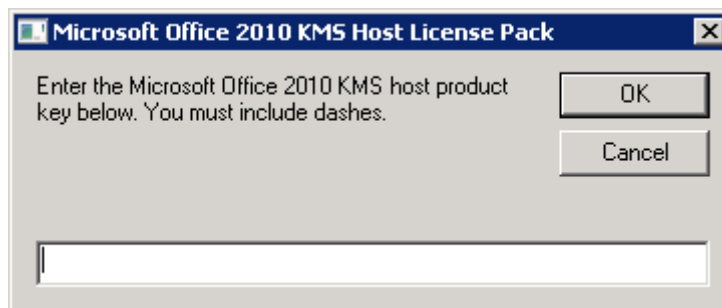 Microsoft Office 2010 KMS Host License Pack
Enter the Microsoft Office 2010 KMS host product
key below. You must include dashes.
OK
Cancel